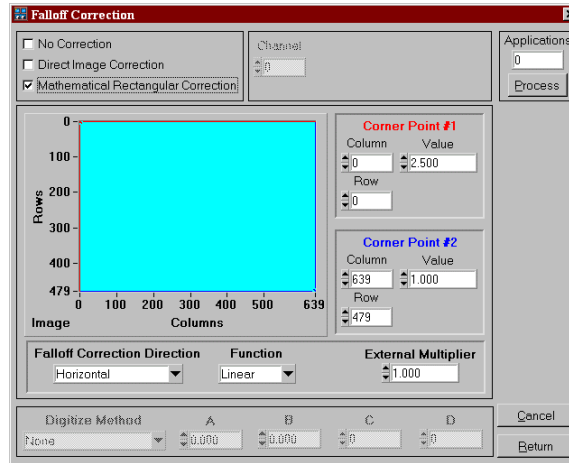 Falloff Correction
No Correction
Direct Image Correction
Mathematical Rectangular Correction
Channel
0
Applications
0
Process
0
100
200
300
400
479
Rows
0 100 200 300 400 500 639
Image Columns
Corner Point #1
Column Value
0 2.500
Row
0
Corner Point #2
Column Value
639 1.000
Row
479
Falloff Correction Direction Function External Multiplier
Horizontal Linear 1.000
Digitize Method A B C D
None 0.000 0.000 0 0
Cancel
Return